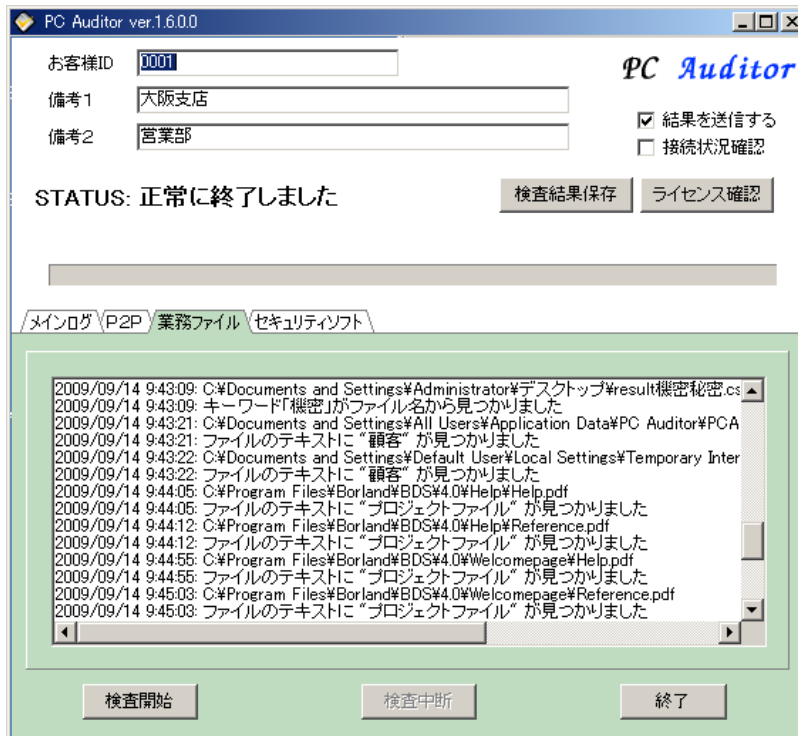 PC Auditor ver.1.6.0.0
お客様ID 0001
PC Auditor
備考1 大阪支店
備考2 営業部
結果を送信する
接続状況確認
STATUS: 正常に終了しました
検査結果保存 ライセンス確認
メインログ P2P 業務ファイル セキュリティソフト
2009/09/14 9:43:09: C:¥Documents and Settings¥Administrator¥デスクトップ¥result機密秘密.cs
2009/09/14 9:43:09: キーワード「機密」がファイル名から見つかりました
2009/09/14 9:43:21: C:¥Documents and Settings¥All Users¥Application Data¥PC Auditor¥PCA
2009/09/14 9:43:21: ファイルのテキストに “顧客” が見つかりました
2009/09/14 9:43:22: C:¥Documents and Settings¥Default User¥Local Settings¥Temporary Inter
2009/09/14 9:43:22: ファイルのテキストに “顧客” が見つかりました
2009/09/14 9:44:05: C:¥Program Files¥Borland¥BDS¥4.0¥Help¥Help.pdf
2009/09/14 9:44:05: ファイルのテキストに “プロジェクトファイル” が見つかりました
2009/09/14 9:44:12: C:¥Program Files¥Borland¥BDS¥4.0¥Help¥Reference.pdf
2009/09/14 9:44:12: ファイルのテキストに “プロジェクトファイル” が見つかりました
2009/09/14 9:44:55: C:¥Program Files¥Borland¥BDS¥4.0¥Welcomepage¥Help.pdf
2009/09/14 9:44:55: ファイルのテキストに “プロジェクトファイル” が見つかりました
2009/09/14 9:45:03: C:¥Program Files¥Borland¥BDS¥4.0¥Welcomepage¥Reference.pdf
2009/09/14 9:45:03: ファイルのテキストに “プロジェクトファイル” が見つかりました
検査開始 検査中断 終了